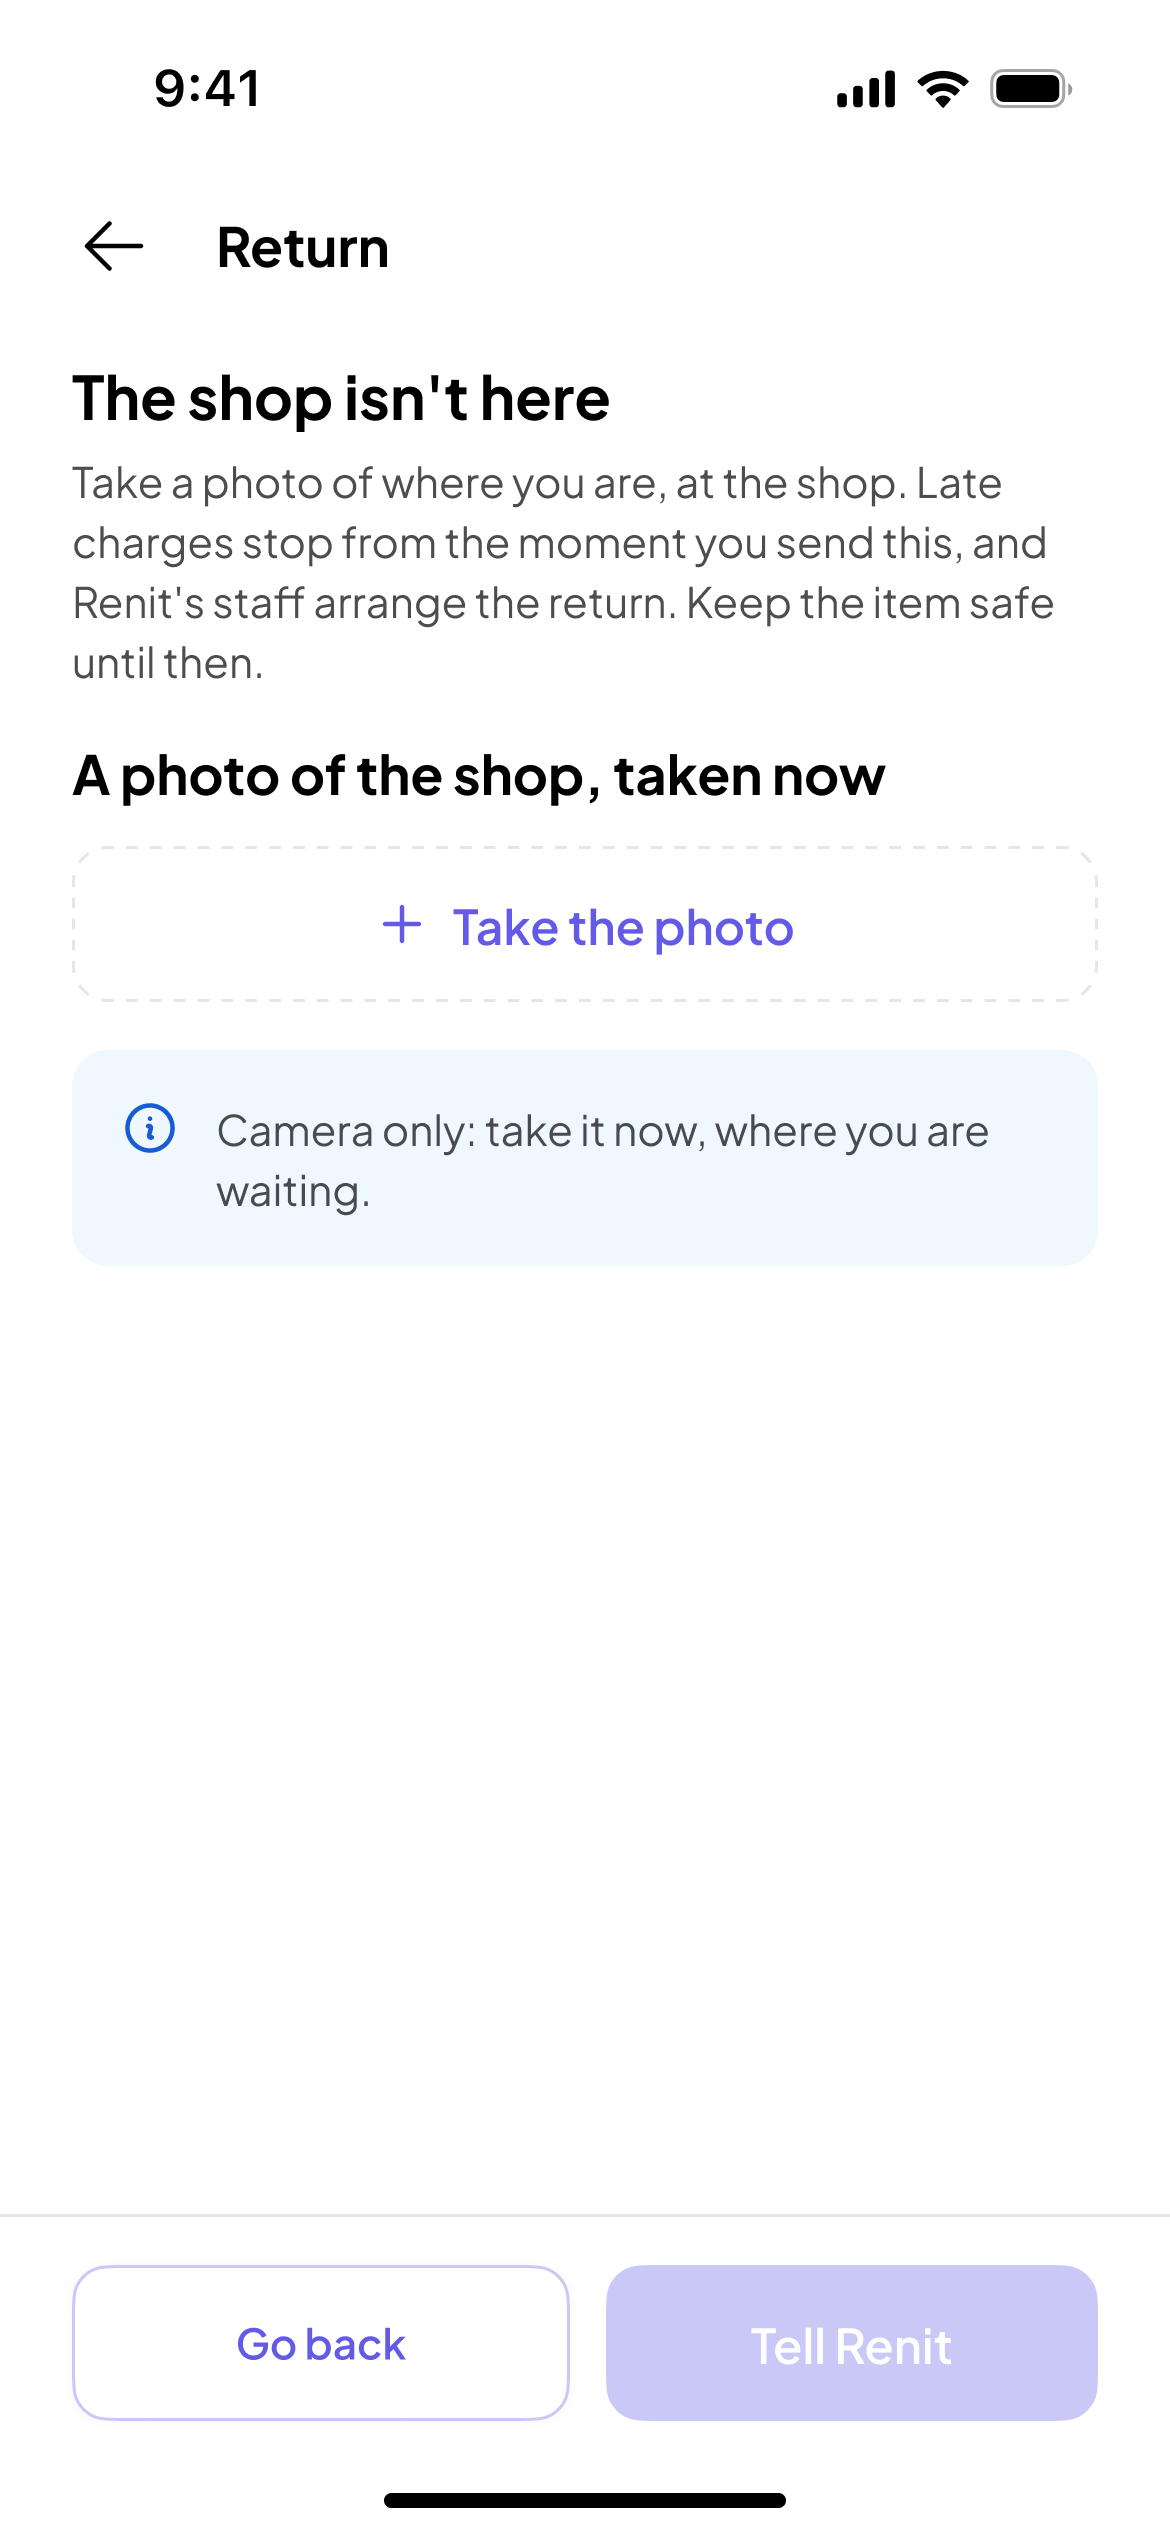 9:41
Return
The shop isn't here
Take a photo of where you are, at the shop. Late
charges stop from the moment you send this, and
Renit's staff arrange the return. Keep the item safe
until then.
A photo of the shop, taken now
+ Take the photo
Camera only: take it now, where you are
waiting.
Go back
Tell Renit